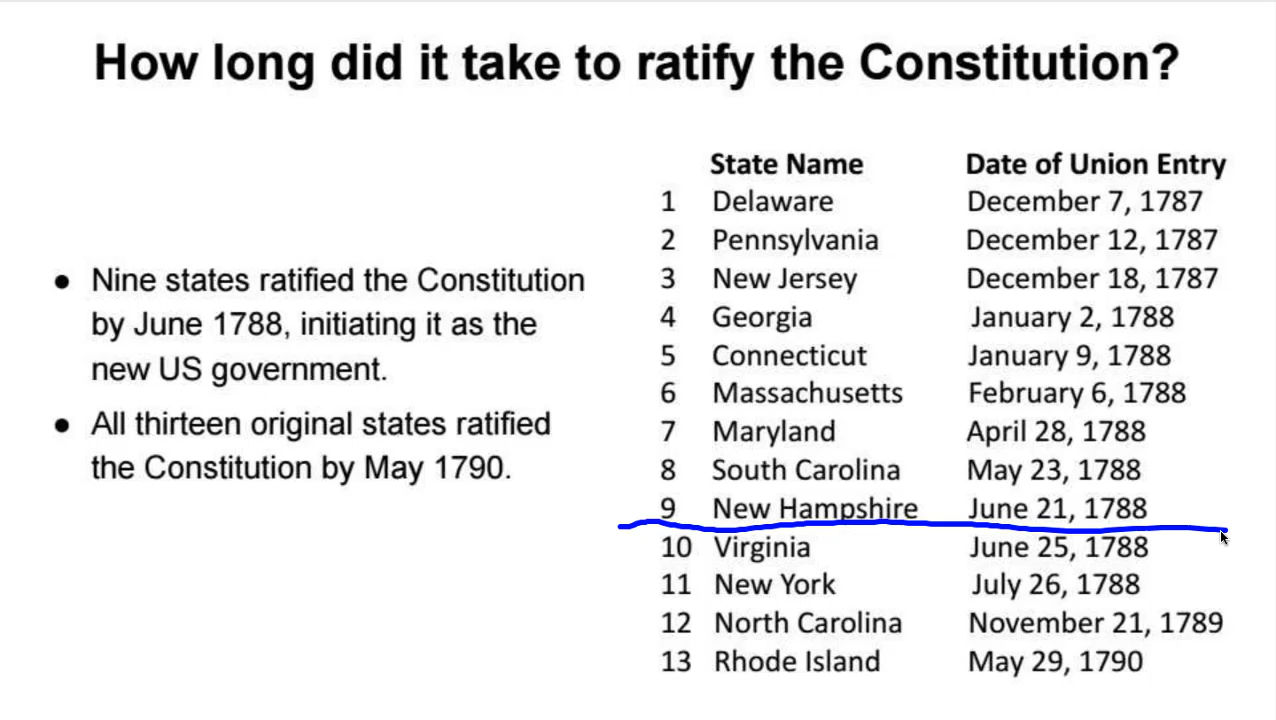 How long did it take to ratify the Constitution?
● Nine states ratified the Constitution
by June 1788, initiating it as the
new US government.
● All thirteen original states ratified
the Constitution by May 1790.
State Name Date of Union Entry
1 Delaware December 7, 1787
2 Pennsylvania December 12, 1787
3 New Jersey December 18, 1787
4 Georgia January 2, 1788
5 Connecticut January 9, 1788
6 Massachusetts February 6, 1788
7 Maryland April 28, 1788
8 South Carolina May 23, 1788
9 New Hampshire June 21, 1788
10 Virginia June 25, 1788
11 New York July 26, 1788
12 North Carolina November 21, 1789
13 Rhode Island May 29, 1790